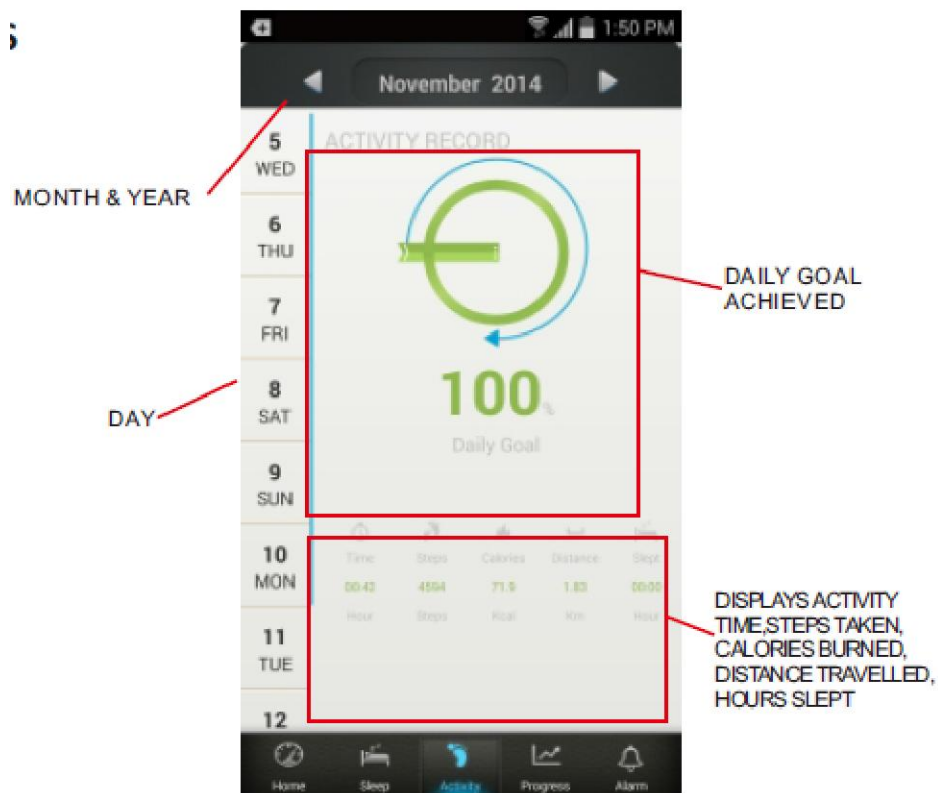 s
1:50 PM
November 2014
5
WED
ACTIVITY RECORD
MONTH & YEAR
6
THU
DAILY GOAL
ACHIEVED
7
FRI
100%
Daily Goal
8
SAT
DAY
9
SUN
10
MON
Time Steps Calories Distance Slept
00:43 4594 71.9 1.83 00:00
Hour Steps Kcal Km Hour
DISPLAYS ACTIVITY
TIME,STEPS TAKEN,
CALORIES BURNED,
DISTANCE TRAVELLED,
HOURS SLEPT
11
TUE
12
Home Sleep Activity Progress Alarm